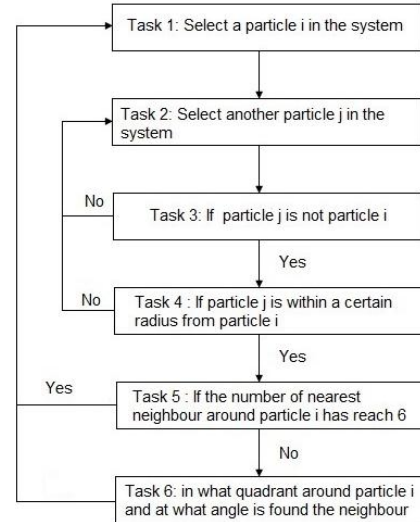 Task 1: Select a particle i in the system
Task 2: Select another particle j in the
system
No
Task 3: If particle j is not particle i
Yes
No
Task 4 : If particle j is within a certain
radius from particle i
Yes
Yes
Task 5 : If the number of nearest
neighbour around particle i has reach 6
No
Task 6: in what quadrant around particle i
and at what angle is found the neighbour